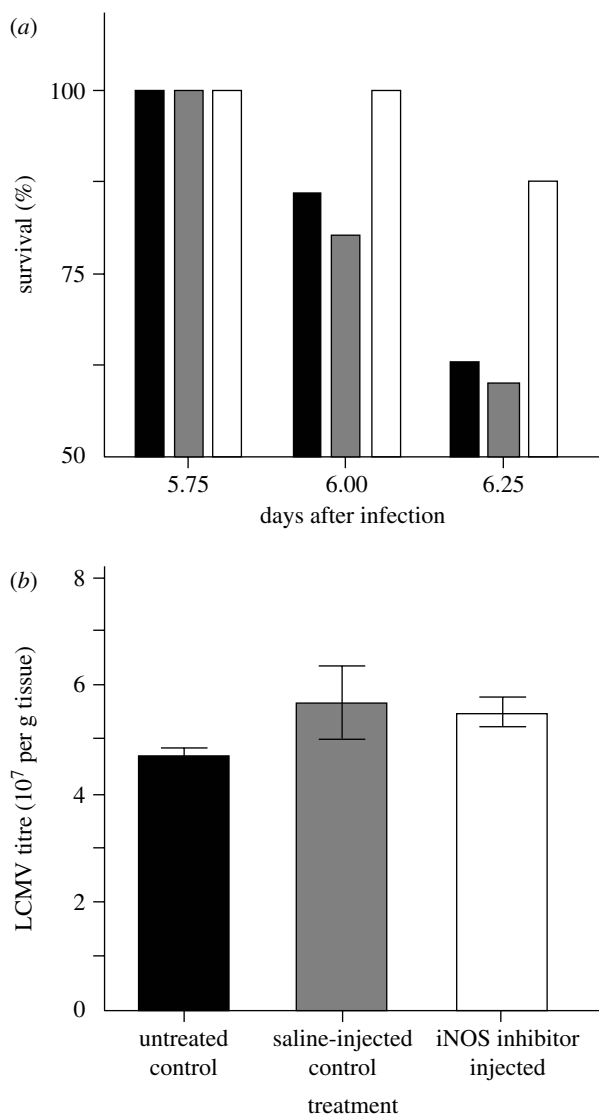 (a)
survival (%)
100
75
50
5.75 6.00 6.25
days after infection
(b)
LCMV titre (10⁷ per g tissue)
8
6
4
2
0
untreated saline-injected iNOS inhibitor
control control injected
treatment